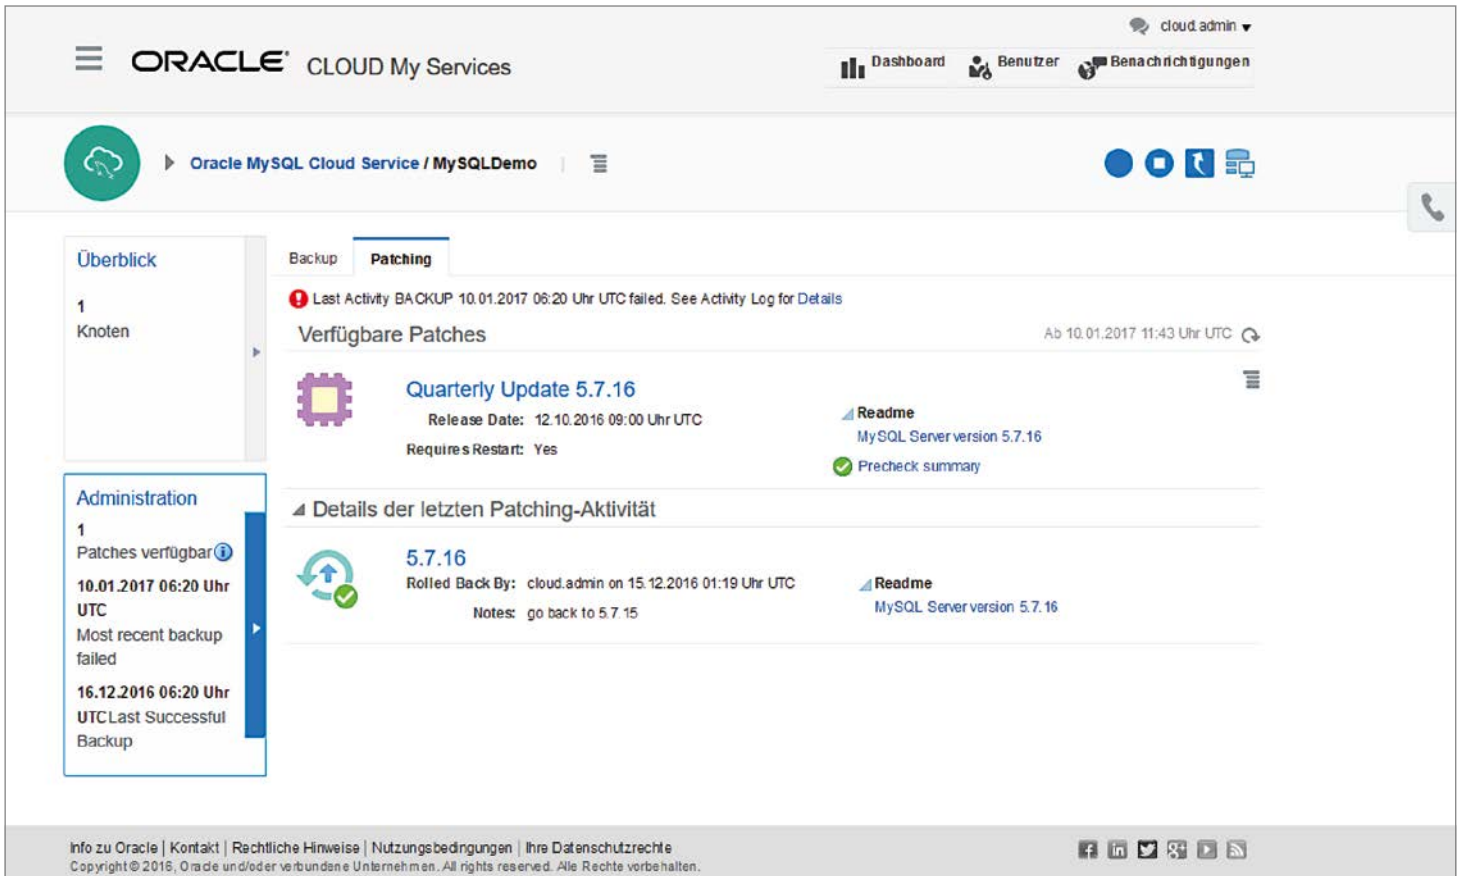 cloud.admin
ORACLE CLOUD My Services
Dashboard Benutzer Benachrichtigungen
Oracle MySQL Cloud Service / MySQLDemo
Überblick
1
Knoten
Administration
1
Patches verfügbar
10.01.2017 06:20 Uhr
UTC
Most recent backup
failed
16.12.2016 06:20 Uhr
UTCLast Successful
Backup
Backup Patching
Last Activity BACKUP 10.01.2017 06:20 Uhr UTC failed. See Activity Log for Details
Verfügbare Patches
Ab 10.01.2017 11:43 Uhr UTC
Quarterly Update 5.7.16
Release Date: 12.10.2016 09:00 Uhr UTC
Requires Restart: Yes
Readme
MySQL Server version 5.7.16
Precheck summary
Details der letzten Patching-Aktivität
5.7.16
Rolled Back By: cloud.admin on 15.12.2016 01:19 Uhr UTC
Notes: go back to 5.7.15
Readme
MySQL Server version 5.7.16
Info zu Oracle | Kontakt | Rechtliche Hinweise | Nutzungsbedingungen | Ihre Datenschutzrechte
Copyright © 2016, Oracle und/oder verbundene Unternehmen. All rights reserved. Alle Rechte vorbehalten.